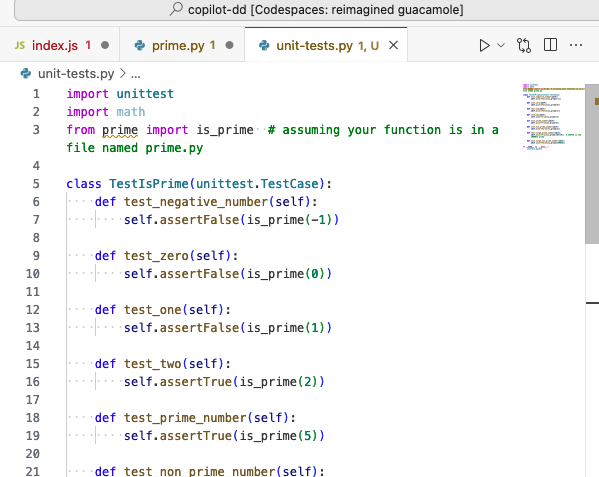 copilot-dd [Codespaces: reimagined guacamole]
JS index.js 1 prime.py 1 unit-tests.py 1, U
unit-tests.py > ...
1 import unittest
2 import math
3 from prime import is_prime # assuming your function is in a
file named prime.py
4
5 class TestIsPrime(unittest.TestCase):
6 def test_negative_number(self):
7 self.assertFalse(is_prime(-1))
8
9 def test_zero(self):
10 self.assertFalse(is_prime(0))
11
12 def test_one(self):
13 self.assertFalse(is_prime(1))
14
15 def test_two(self):
16 self.assertTrue(is_prime(2))
17
18 def test_prime_number(self):
19 self.assertTrue(is_prime(5))
20
21 def test_non_prime_number(self):